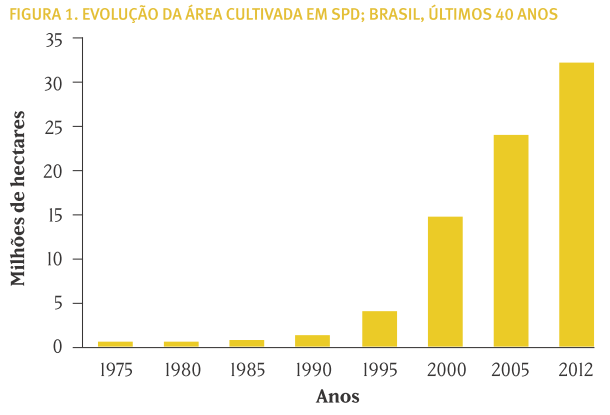 FIGURA 1. EVOLUÇÃO DA ÁREA CULTIVADA EM SPD; BRASIL, ÚLTIMOS 40 ANOS
Milhões de hectares
35
30
25
20
15
10
5
0
1975 1980 1985 1990 1995 2000 2005 2012
Anos